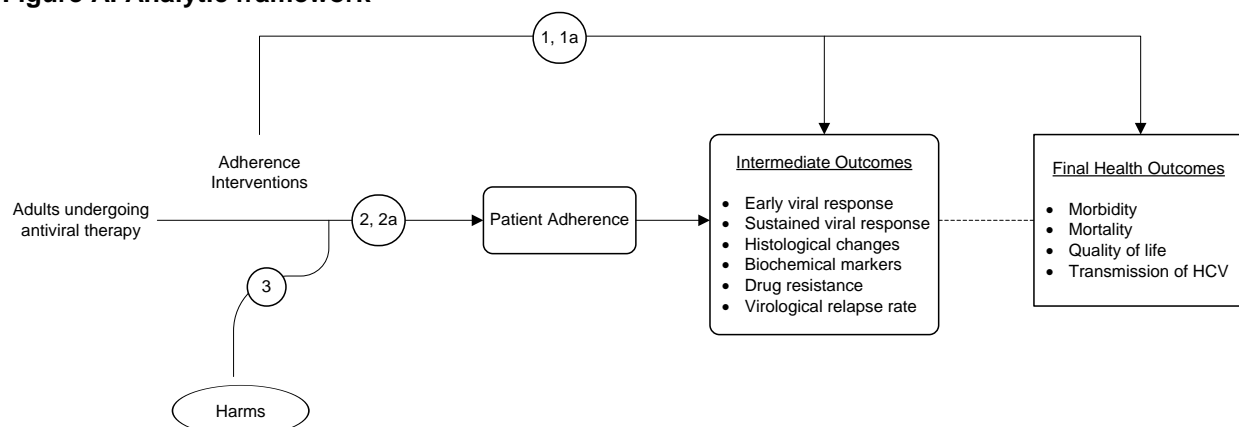 Figure A. Analytic framework
1, 1a
Adherence
Interventions
Adults undergoing
antiviral therapy
2, 2a
Patient Adherence
3
Harms
Intermediate Outcomes
• Early viral response
• Sustained viral response
• Histological changes
• Biochemical markers
• Drug resistance
• Virological relapse rate
Final Health Outcomes
• Morbidity
• Mortality
• Quality of life
• Transmission of HCV